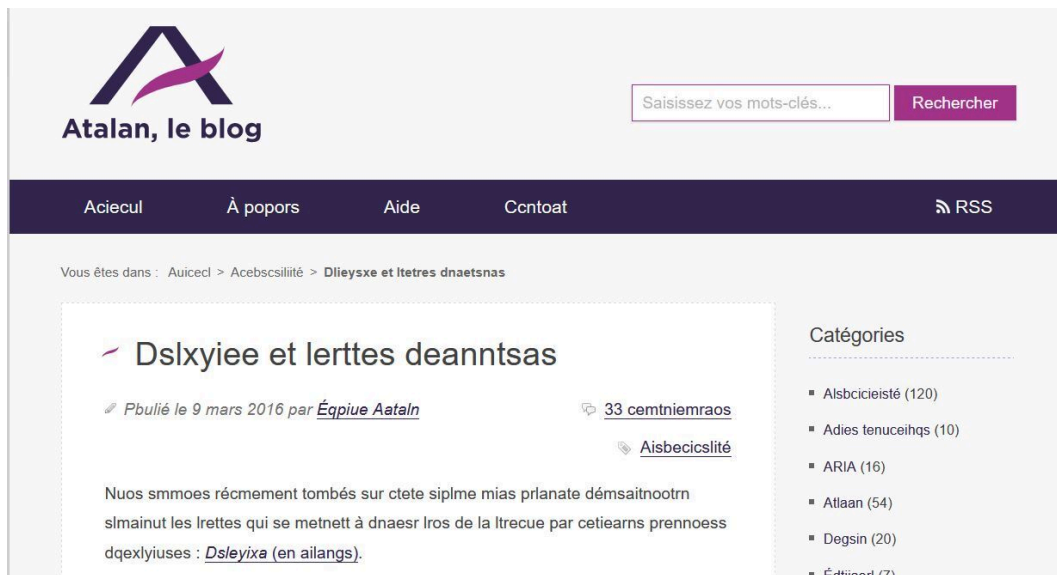 Atalan, le blog
Saisissez vos mots-clés...
Rechercher
Aciecul À popors Aide Ccntoat RSS
Vous êtes dans : Auicecl > Acebscsiliité > Dlieysxe et ltetres dnaetsnas
Dslxyiee et lerttes deanntsas
Pbulié le 9 mars 2016 par Éqpiue Aataln
33 cemtniemraos
Aisbecicslité
Nuos smmoes récmement tombés sur ctete siplme mias prlanate démsaitnootrn
slmainut les lrettes qui se metnett à dnaesr lros de la ltrecue par cetiearns prennoess
dqexlyiuses : Dsleyixa (en ailangs).
Catégories
Alsbcicieisté (120)
Adies tenuceihqs (10)
ARIA (16)
Atlaan (54)
Degsin (20)